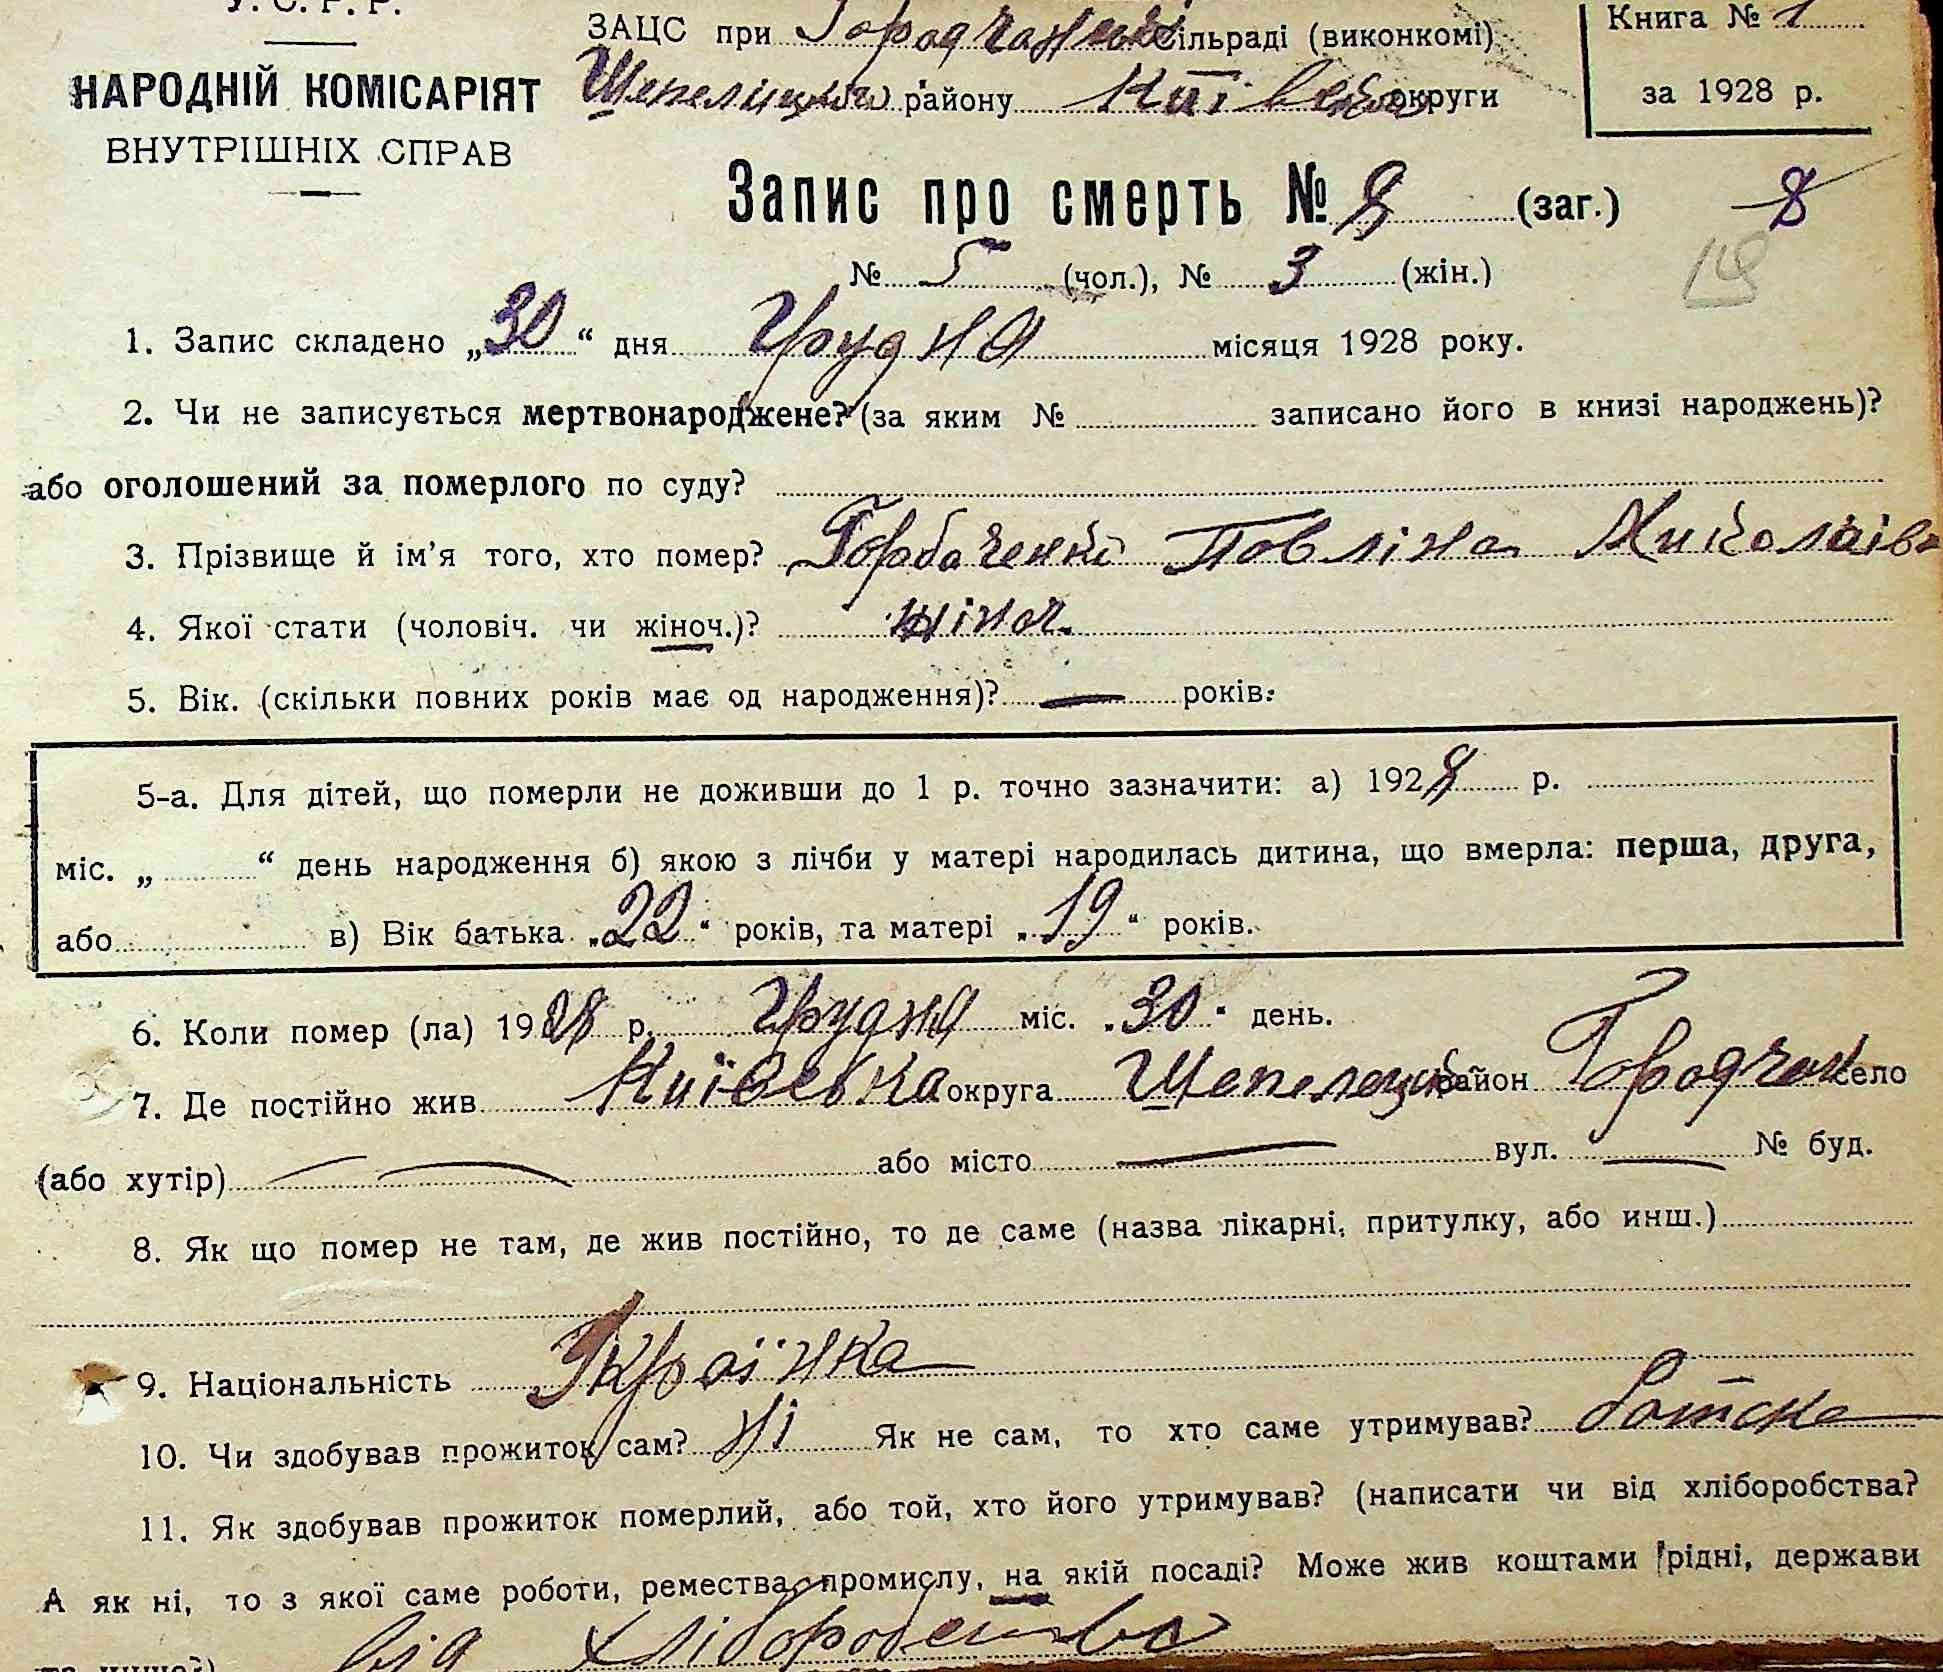 У. С. Р. Р.
НАРОДНІЙ КОМІСАРІЯТ
ВНУТРІШНІХ СПРАВ
ЗАЦС при Городчанській сільраді (виконкомі)
Шепелицького району Київської округи
Книга № 1
за 1928 р.
Запис про смерть № 8 (заг.) 8
№ 5 (чол.), № 3 (жін.)
19
1. Запис складено „30“ дня Грудня місяця 1928 року.
2. Чи не записується мертвонароджене? (за яким № записано його в книзі народжень)?
або оголошений за померлого по суду?
3. Прізвище й ім’я того, хто помер? Горбаченко Повліна Миколаівн
4. Якої стати (чоловіч. чи жіноч.)? жіноч.
5. Вік. (скільки повних років має од народження)? — років.
5-а. Для дітей, що померли не доживши до 1 р. точно зазначити: а) 1928 р.
міс. „ “ день народження б) якою з лічби у матері народилась дитина, що вмерла: перша, друга,
або в) Вік батька „22“ років, та матері „19“ років.
6. Коли помер (ла) 1928 р. Грудня міс. „30“ день.
7. Де постійно жив Київська округа Шепелецьк район Городчан село
(або хутір) — або місто — вул. — № буд.
8. Як що помер не там, де жив постійно, то де саме (назва лікарні, притулку, або инш.)
9. Національність Українка
10. Чи здобував прожиток сам? Ні Як не сам, то хто саме утримував?
11. Як здобував прожиток померлий, або той, хто його утримував? (написати чи від хліборобства?
А як ні, то з якої саме роботи, ремества, промислу, на якій посаді? Може жив коштами рідні, держави
та инше?) від хліборобства